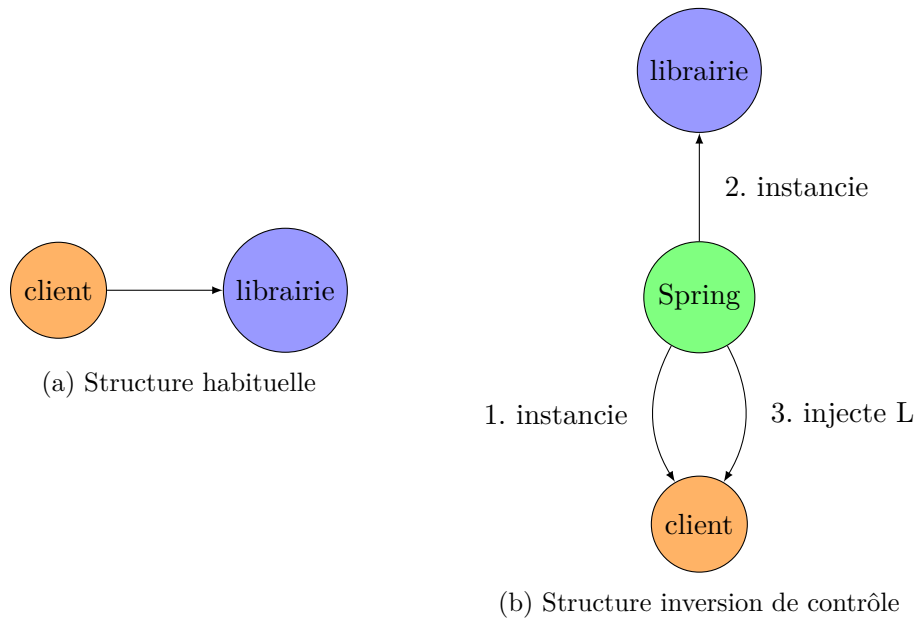 client
librairie
(a) Structure habituelle
librairie
2. instancie
Spring
1. instancie
3. injecte L
client
(b) Structure inversion de contrôle